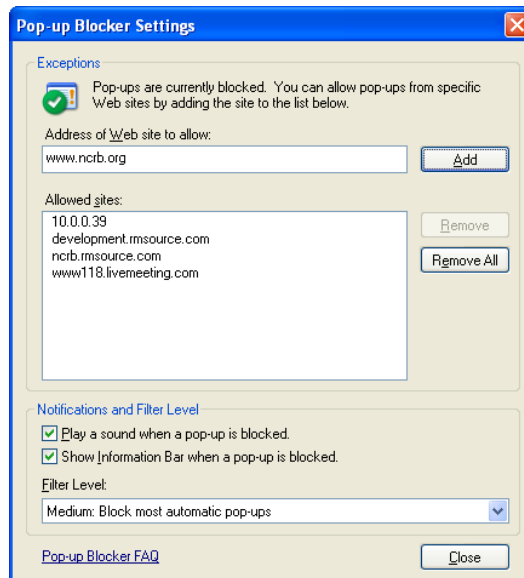 Pop-up Blocker Settings
Exceptions
Pop-ups are currently blocked. You can allow pop-ups from specific
Web sites by adding the site to the list below.
Address of Web site to allow:
www.ncrb.org
Add
Allowed sites:
10.0.0.39
development.rmsource.com
ncrb.rmsource.com
www118.livemeeting.com
Remove
Remove All
Notifications and Filter Level
Play a sound when a pop-up is blocked.
Show Information Bar when a pop-up is blocked.
Filter Level:
Medium: Block most automatic pop-ups
Pop-up Blocker FAQ
Close